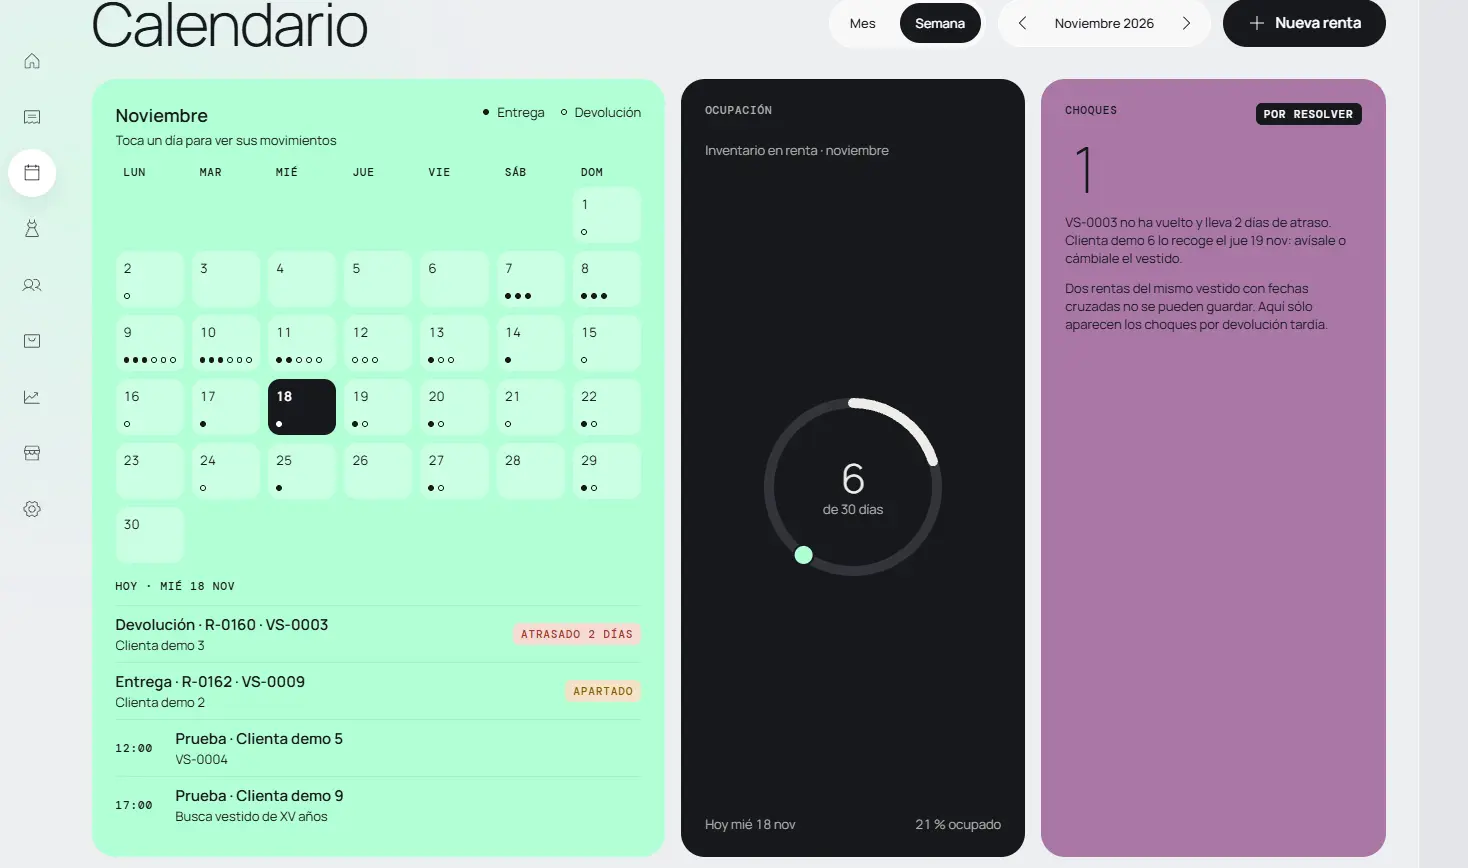 Calendario
Mes
Semana
Noviembre 2026
Nueva renta
Noviembre
Entrega
Devolución
Toca un día para ver sus movimientos
LUN MAR MIÉ JUE VIE SÁB DOM
1
2 3 4 5 6 7 8
9 10 11 12 13 14 15
16 17 18 19 20 21 22
23 24 25 26 27 28 29
30
HOY · MIÉ 18 NOV
Devolución · R-0160 · VS-0003
Clienta demo 3
ATRASADO 2 DÍAS
Entrega · R-0162 · VS-0009
Clienta demo 2
APARTADO
12:00
Prueba · Clienta demo 5
VS-0004
17:00
Prueba · Clienta demo 9
Busca vestido de XV años
OCUPACIÓN
Inventario en renta · noviembre
6
de 30 días
Hoy mié 18 nov
21 % ocupado
CHOQUES
POR RESOLVER
1
VS-0003 no ha vuelto y lleva 2 días de atraso.
Clienta demo 6 lo recoge el jue 19 nov: avísale o
cámbiale el vestido.
Dos rentas del mismo vestido con fechas
cruzadas no se pueden guardar. Aquí sólo
aparecen los choques por devolución tardía.